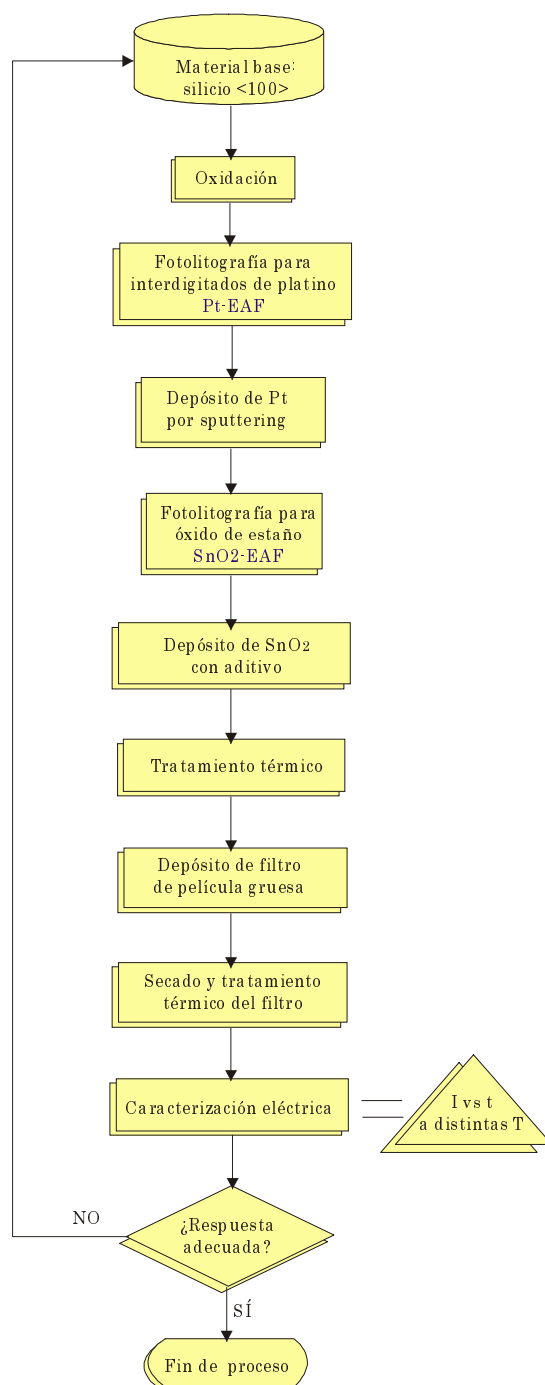 Material base:
silicio <100>
Oxidación
Fotolitografía para
interdigitados de platino
Pt-EAF
Depósito de Pt
por sputtering
Fotolitografía para
óxido de estaño
SnO2-EAF
Depósito de SnO2
con aditivo
Tratamiento térmico
Depósito de filtro
de película gruesa
Secado y tratamiento
térmico del filtro
Caracterización eléctrica
I vs t
a distintas T
¿Respuesta
adecuada?
NO
SÍ
Fin de proceso